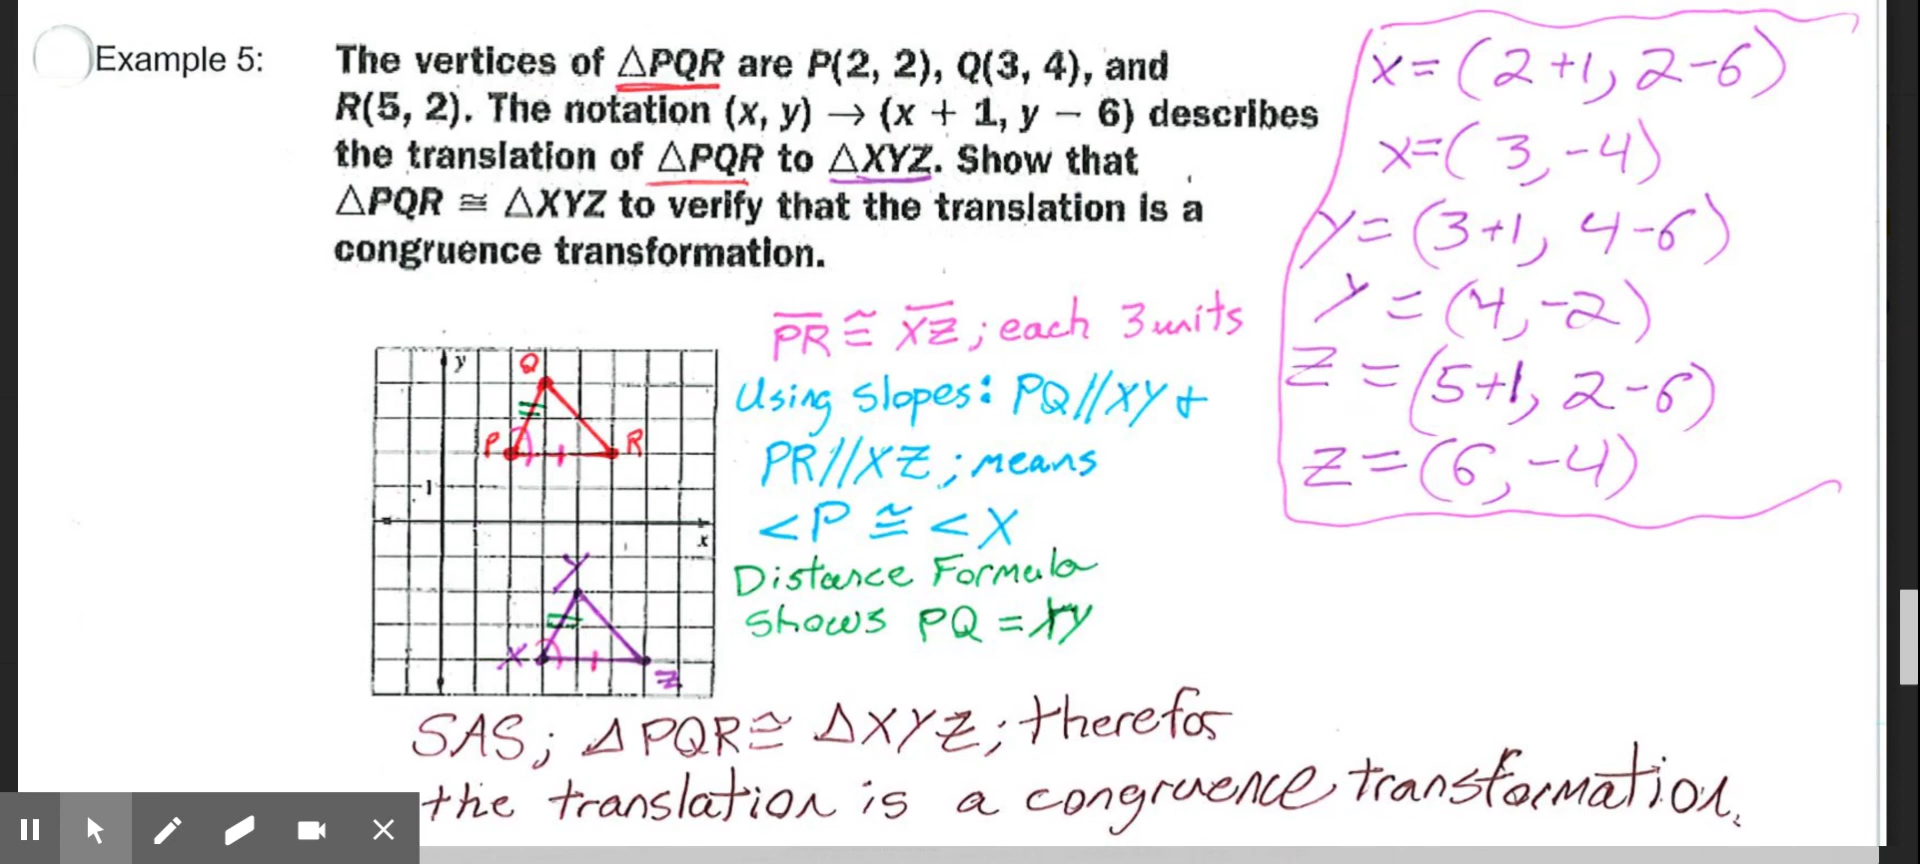 Example 5:
The vertices of △PQR are P(2, 2), Q(3, 4), and
R(5, 2). The notation (x, y) → (x + 1, y − 6) describes
the translation of △PQR to △XYZ. Show that
△PQR ≅ △XYZ to verify that the translation is a
congruence transformation.
x = (2+1, 2-6)
x=(3,-4)
y= (3+1, 4-6)
y = (4,-2)
z = (5+1, 2-6)
z=(6,-4)
PR ≅ XZ; each 3 units
Using slopes: PQ//XY +
PR//XZ; means
<P ≅ <X
Distance Formula
shows PQ = XY
y
Q
P
R
1
x
Y
X
Z
SAS; △PQR ≅ △XYZ; therefor
the translation is a congruence transformation.